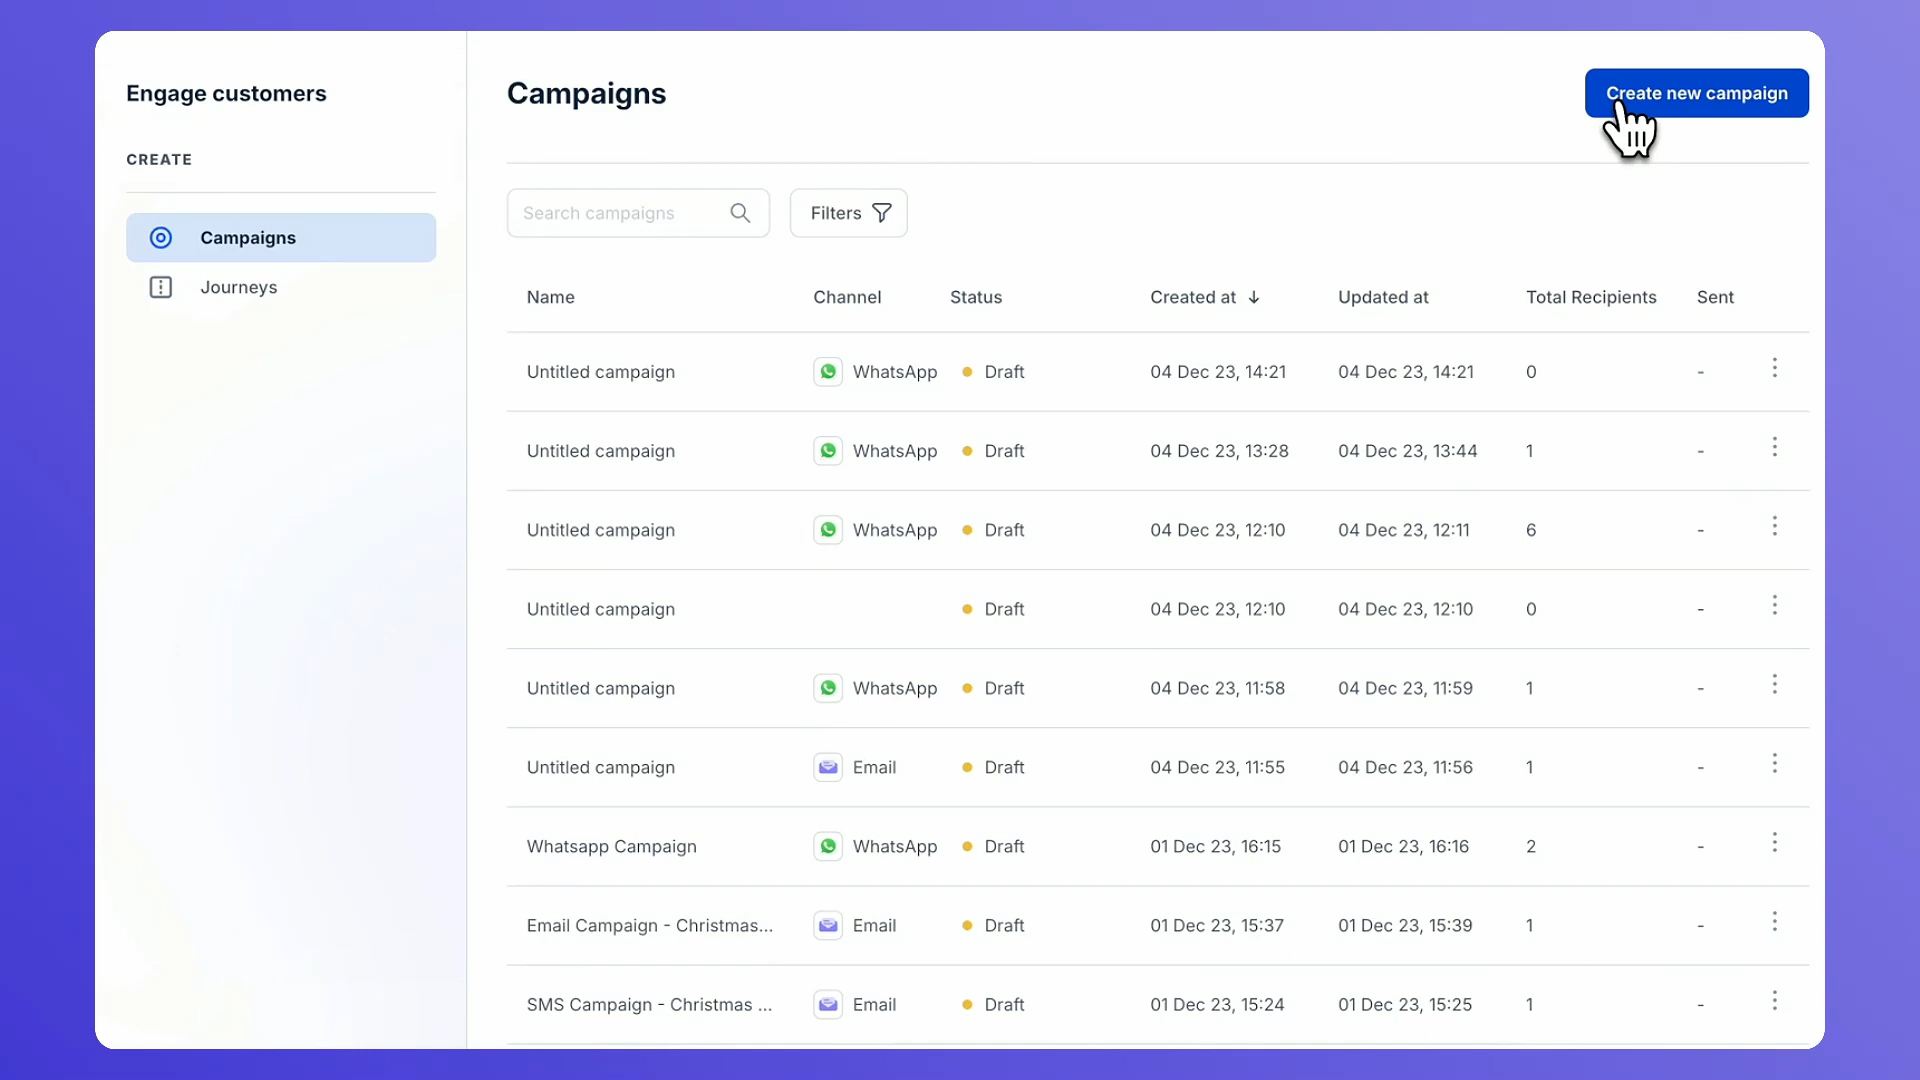 Engage customers
CREATE
Campaigns
Journeys
Campaigns
Create new campaign
Search campaigns
Filters
Name Channel Status Created at ↓ Updated at Total Recipients Sent
Untitled campaign WhatsApp Draft 04 Dec 23, 14:21 04 Dec 23, 14:21 0 -
Untitled campaign WhatsApp Draft 04 Dec 23, 13:28 04 Dec 23, 13:44 1 -
Untitled campaign WhatsApp Draft 04 Dec 23, 12:10 04 Dec 23, 12:11 6 -
Untitled campaign Draft 04 Dec 23, 12:10 04 Dec 23, 12:10 0 -
Untitled campaign WhatsApp Draft 04 Dec 23, 11:58 04 Dec 23, 11:59 1 -
Untitled campaign Email Draft 04 Dec 23, 11:55 04 Dec 23, 11:56 1 -
Whatsapp Campaign WhatsApp Draft 01 Dec 23, 16:15 01 Dec 23, 16:16 2 -
Email Campaign - Christmas... Email Draft 01 Dec 23, 15:37 01 Dec 23, 15:39 1 -
SMS Campaign - Christmas ... Email Draft 01 Dec 23, 15:24 01 Dec 23, 15:25 1 -